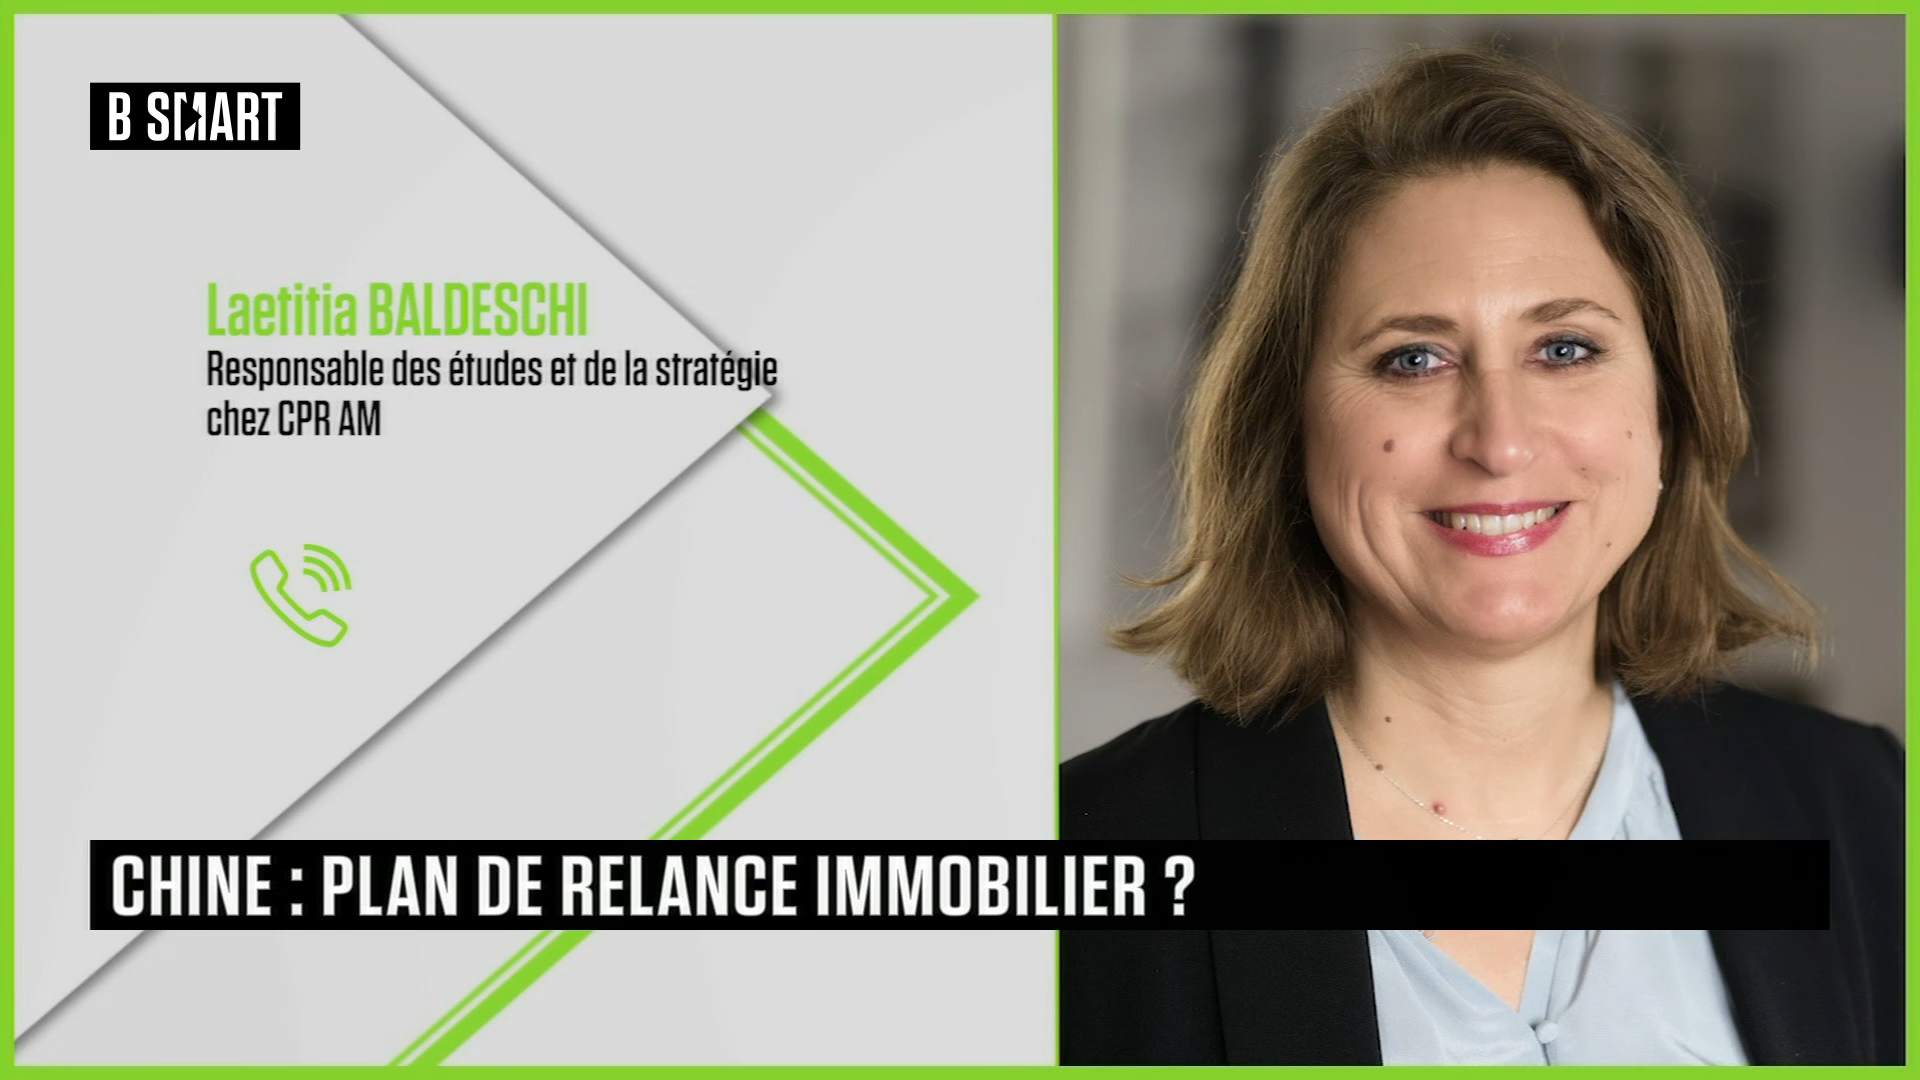 B SMART
Laetitia BALDESCHI
Responsable des études et de la stratégie
chez CPR AM
CHINE : PLAN DE RELANCE IMMOBILIER ?